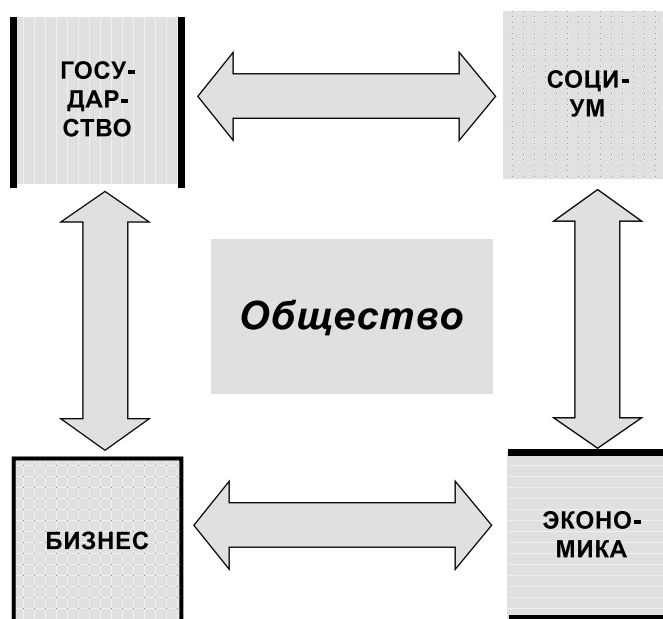 ГОСУ-
ДАР-
СТВО
СОЦИ-
УМ
Общество
БИЗНЕС
ЭКОНО-
МИКА